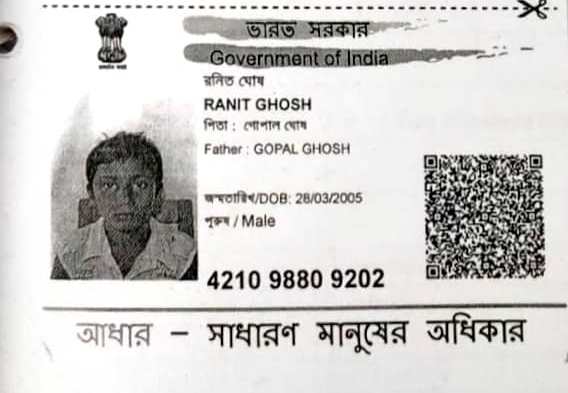 ভারত সরকার
Government of India
রনিত ঘোষ
RANIT GHOSH
পিতা : গোপাল ঘোষ
Father : GOPAL GHOSH
জন্মতারিখ/DOB: 28/03/2005
পুরুষ / Male
4210 9880 9202
আধার – সাধারণ মানুষের অধিকার